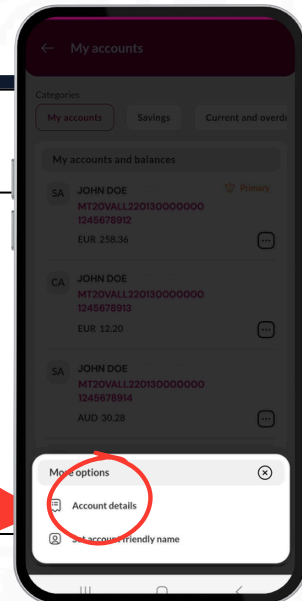 My accounts
Categories
My accounts Savings Current and overd
My accounts and balances
SA JOHN DOE Primary
MT20VALL220130000000
1245678912
EUR 258.36
CA JOHN DOE
MT20VALL220130000000
1245678913
EUR 12.20
SA JOHN DOE
MT20VALL220130000000
1245678914
AUD 30.28
More options
Account details
Set account friendly name